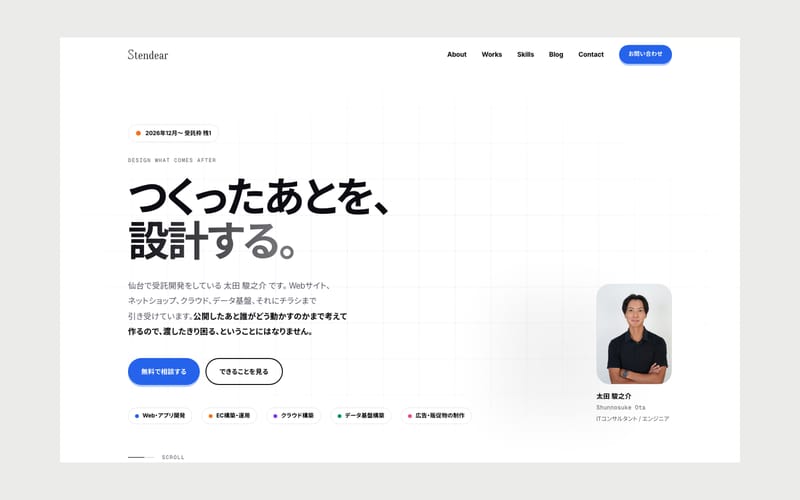 Stendear
About
Works
Skills
Blog
Contact
お問い合わせ
2026年12月〜 受託枠 残1
DESIGN WHAT COMES AFTER
つくったあとを、
設計する。
仙台で受託開発をしている 太田 駿之介 です。Webサイト、
ネットショップ、クラウド、データ基盤、それにチラシまで
引き受けています。公開したあと誰がどう動かすのかまで考えて
作るので、渡したきり困る、ということにはなりません。
無料で相談する
できることを見る
Web・アプリ開発
EC構築・運用
クラウド構築
データ基盤構築
広告・販促物の制作
太田 駿之介
Shunnosuke Ota
ITコンサルタント / エンジニア
SCROLL